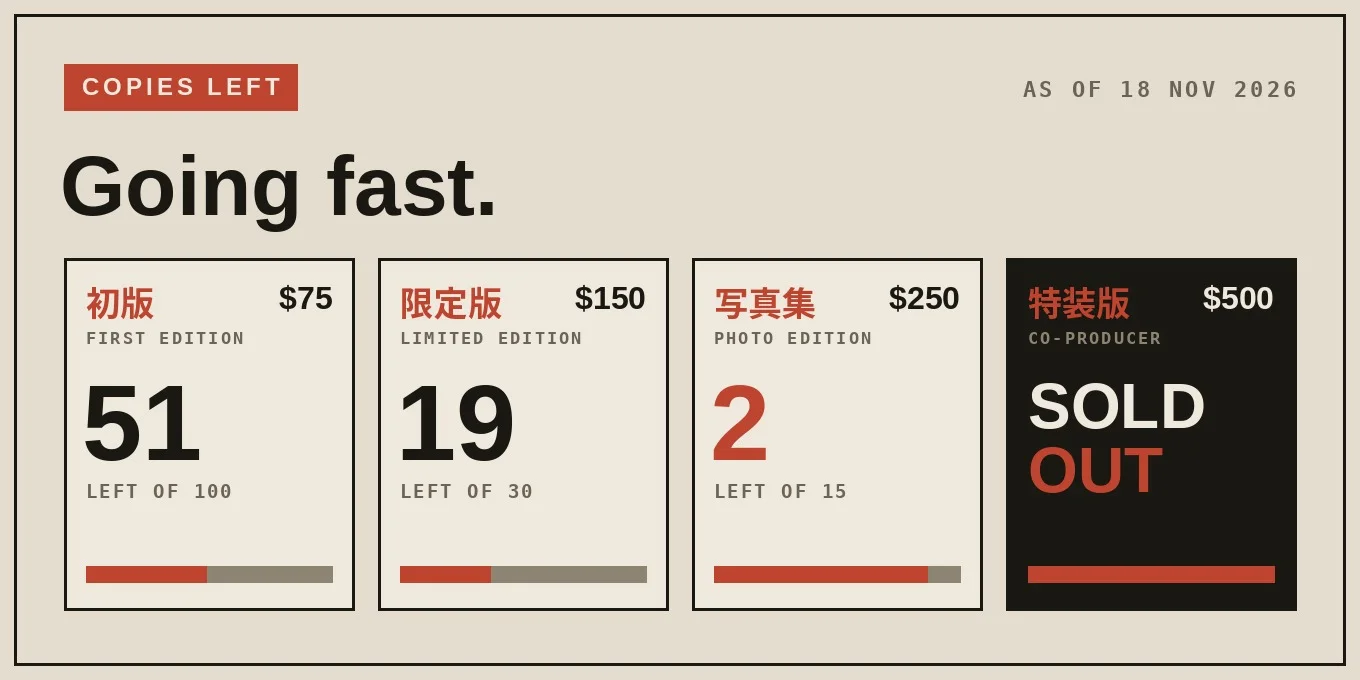 COPIES LEFT
AS OF 18 NOV 2026
Going fast.
初版 $75
FIRST EDITION
51
LEFT OF 100
限定版 $150
LIMITED EDITION
19
LEFT OF 30
写真集 $250
PHOTO EDITION
2
LEFT OF 15
特装版 $500
CO-PRODUCER
SOLD
OUT